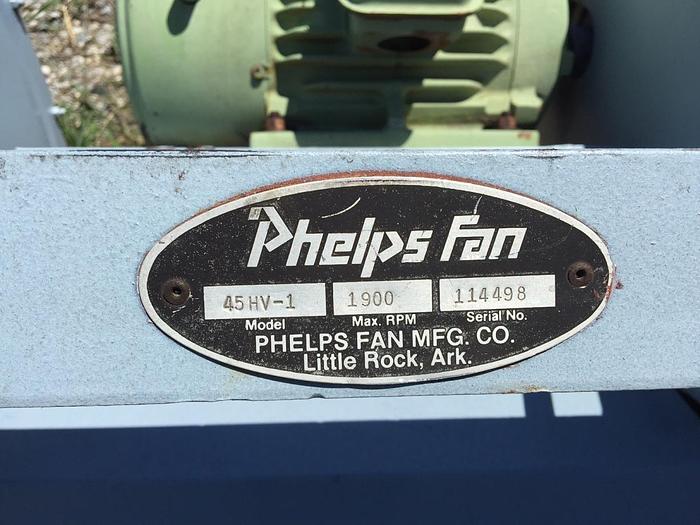 Phelps Fan
45HV-1 1900 114498
Model Max. RPM Serial No.
PHELPS FAN MFG. CO.
Little Rock, Ark.